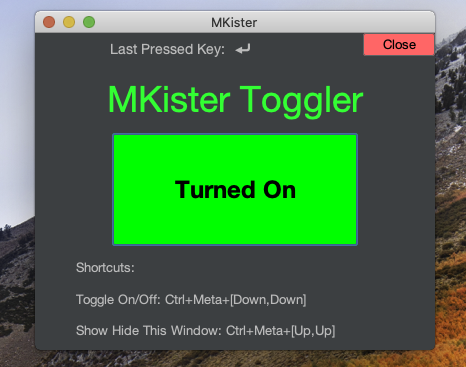 MKister
Last Pressed Key: ↵
Close
MKister Toggler
Turned On
Shortcuts:
Toggle On/Off: Ctrl+Meta+[Down,Down]
Show Hide This Window: Ctrl+Meta+[Up,Up]